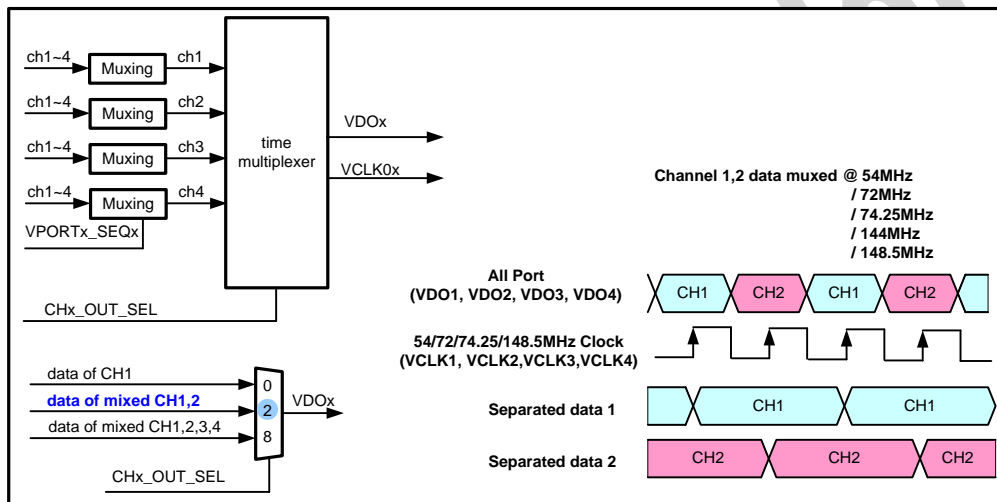 ch1~4 Muxing ch1
ch1~4 Muxing ch2
ch1~4 Muxing ch3
ch1~4 Muxing ch4
VPORTx_SEQx
time
multiplexer
VDOx
VCLK0x
CHx_OUT_SEL
data of CH1
data of mixed CH1,2
data of mixed CH1,2,3,4
0
2
8
VDOx
CHx_OUT_SEL
Channel 1,2 data muxed @ 54MHz
/ 72MHz
/ 74.25MHz
/ 144MHz
/ 148.5MHz
All Port
(VDO1, VDO2, VDO3, VDO4)
CH1 CH2 CH1 CH2
54/72/74.25/148.5MHz Clock
(VCLK1, VCLK2,VCLK3,VCLK4)
Separated data 1
CH1 CH1
Separated data 2
CH2 CH2 CH2